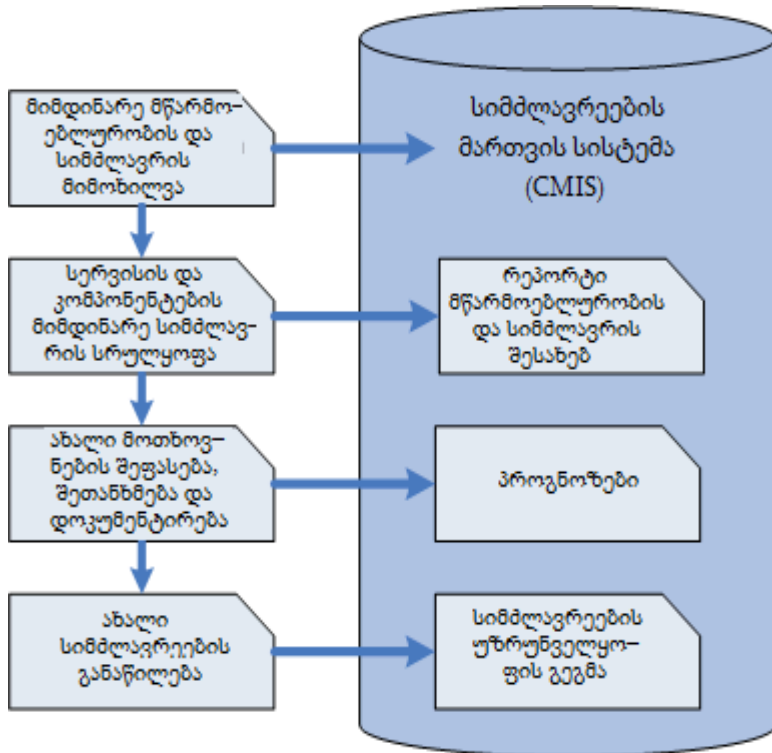 მიმდინარე მწარმო–
ებლურობის და
სიმძლავრის
მიმოხილვა
სიმძლავრეების
მართვის სისტემა
(CMIS)
სერვისის და
კომპონენტების
მიმდინარე სიმძლავ–
რის სრულყოფა
რეპორტი
მწარმოებლურობის
და სიმძლავრის
შესახებ
ახალი მოთხოვ–
ნების შეფასება,
შეთანხმება და
დოკუმენტირება
პროგნოზები
ახალი
სიმძლავრეების
განაწილება
სიმძლავრეების
უზრუნველყო–
ფის გეგმა